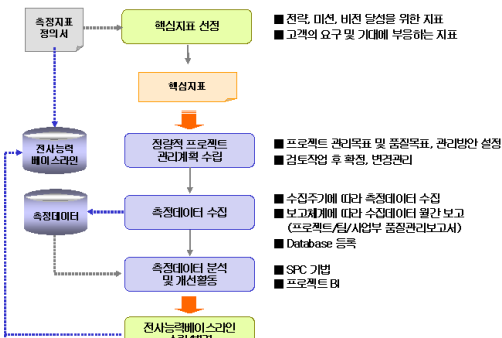 측정지표
정의서
핵심지표 선정
■ 전략, 미션, 비전 달성을 위한 지표
■ 고객의 요구 및 기대에 부응하는 지표
핵심지표
전사능력
베이스라인
정량적 프로젝트
관리계획 수립
■ 프로젝트 관리목표 및 품질목표, 관리방안 설정
■ 검토작업 후 확정, 변경관리
측정데이터
측정데이터 수집
■ 수집주기에 따라 측정데이터 수집
■ 보고체계에 따라 수집데이터 월간 보고
(프로젝트/팀/사업부 품질관리보고서)
■ Database 등록
측정데이터 분석
및 개선활동
■ SPC 기법
■ 프로젝트 BI
전사능력베이스라인